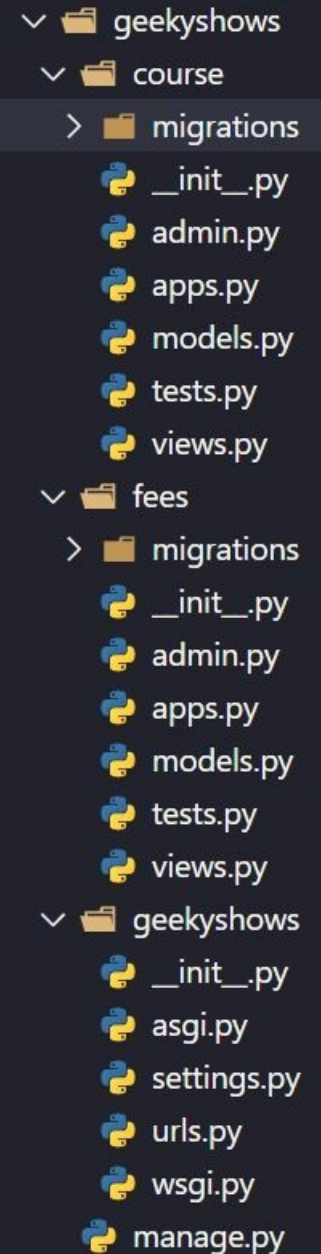 geekyshows
course
migrations
__init__.py
admin.py
apps.py
models.py
tests.py
views.py
fees
migrations
__init__.py
admin.py
apps.py
models.py
tests.py
views.py
geekyshows
__init__.py
asgi.py
settings.py
urls.py
wsgi.py
manage.py